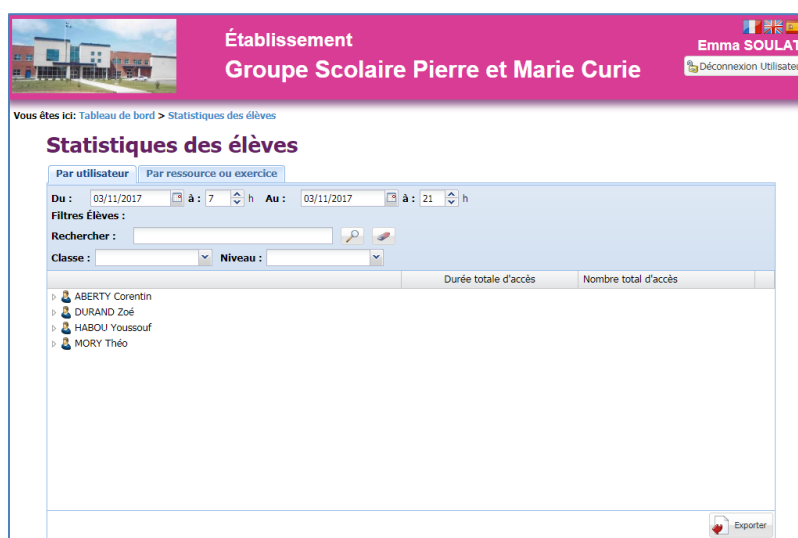 Établissement
Groupe Scolaire Pierre et Marie Curie
Emma SOULAT
Déconnexion Utilisateu
Vous êtes ici: Tableau de bord > Statistiques des élèves
Statistiques des élèves
Par utilisateur Par ressource ou exercice
Du : 03/11/2017 à : 7 h Au : 03/11/2017 à : 21 h
Filtres Élèves :
Rechercher :
Classe : Niveau :
Durée totale d'accès Nombre total d'accès
ABERTY Corentin
DURAND Zoé
HABOU Youssouf
MORY Théo
Exporter